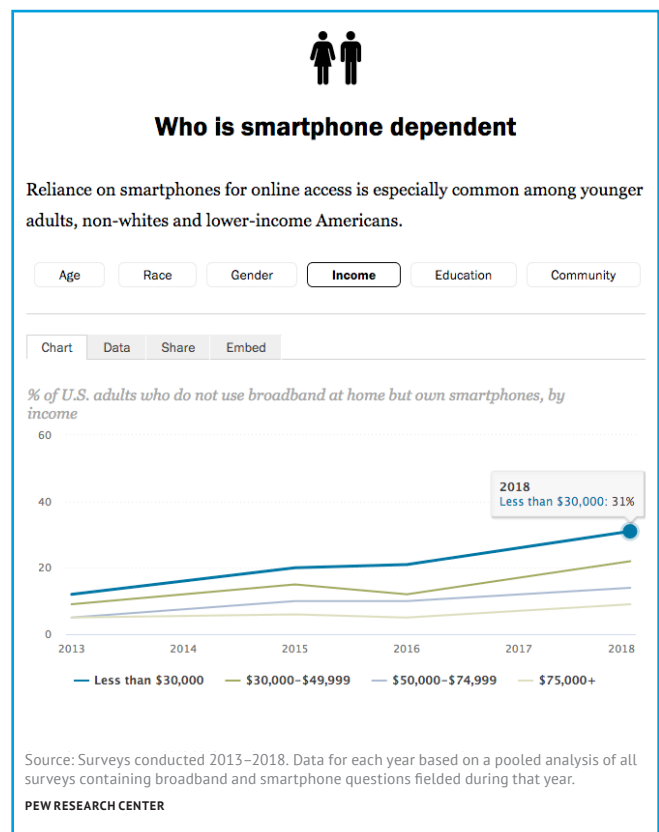 Who is smartphone dependent
Reliance on smartphones for online access is especially common among younger
adults, non-whites and lower-income Americans.
Age Race Gender Income Education Community
Chart Data Share Embed
% of U.S. adults who do not use broadband at home but own smartphones, by
income
60
2018
Less than $30,000: 31%
40
20
0
2013 2014 2015 2016 2017 2018
Less than $30,000 $30,000–$49,999 $50,000–$74,999 $75,000+
Source: Surveys conducted 2013–2018. Data for each year based on a pooled analysis of all
surveys containing broadband and smartphone questions fielded during that year.
PEW RESEARCH CENTER